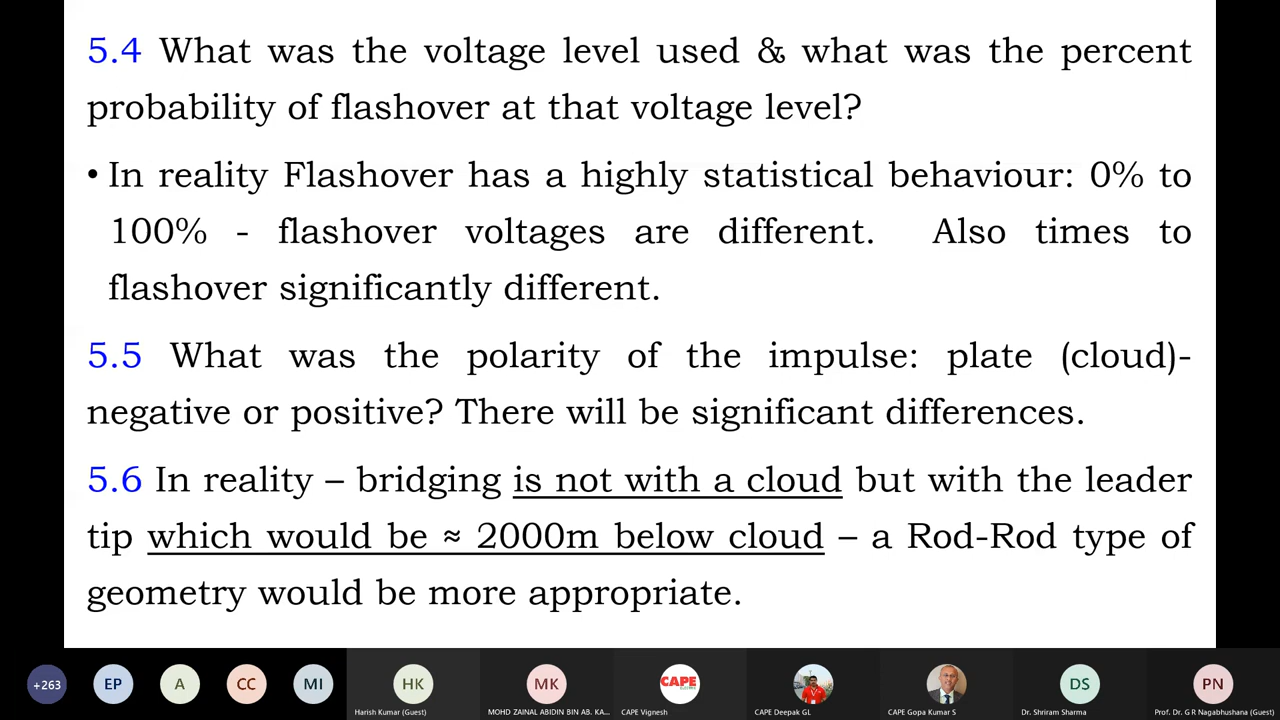 5.4 What was the voltage level used & what was the percent
probability of flashover at that voltage level?
• In reality Flashover has a highly statistical behaviour: 0% to
100% - flashover voltages are different. Also times to
flashover significantly different.
5.5 What was the polarity of the impulse: plate (cloud)-
negative or positive? There will be significant differences.
5.6 In reality – bridging is not with a cloud but with the leader
tip which would be ≈ 2000m below cloud – a Rod-Rod type of
geometry would be more appropriate.
+263 EP A CC MI HK MK CAPE DS PN
Harish Kumar (Guest) MOHD ZAINAL ABIDIN BIN AB. KA... CAPE Vignesh CAPE Deepak GL CAPE Gopa Kumar S Dr. Shriram Sharma Prof. Dr. G R Nagabhushana (Guest)